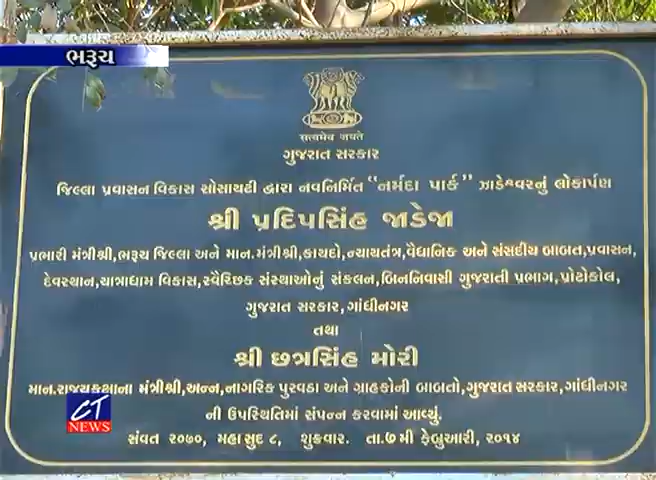 ભરૂચ
सत्यमेव जयते
ગુજરાત સરકાર
જિલ્લા પ્રવાસન વિકાસ સોસાયટી દ્વારા નવનિર્મિત "નર્મદા પાર્ક" ઝાડેશ્વરનું લોકાર્પણ
શ્રી પ્રદિપસિંહ જાડેજા
પ્રભારી મંત્રીશ્રી,ભરૂચ જિલ્લા અને માન.મંત્રીશ્રી,કાયદો,ન્યાયતંત્ર,વૈધાનિક અને સંસદીય બાબત,પ્રવાસન,
દેવસ્થાન,યાત્રાધામ વિકાસ,સ્વૈચ્છિક સંસ્થાઓનું સંકલન,બિનનિવાસી ગુજરાતી પ્રભાગ,પ્રોટોકોલ,
ગુજરાત સરકાર,ગાંધીનગર
તથા
શ્રી છત્રસિંહ મોરી
માન.રાજ્યકક્ષાના મંત્રીશ્રી,અન્ન,નાગરિક પુરવઠા અને ગ્રાહકોની બાબતો,ગુજરાત સરકાર,ગાંધીનગર
ની ઉપસ્થિતિમાં સંપન્ન કરવામાં આવ્યું.
સંવત ૨૦૭૦, મહાસુદ ૮, શુક્રવાર. તા.૭મી ફેબ્રુઆરી, ૨૦૧૪
CT
NEWS